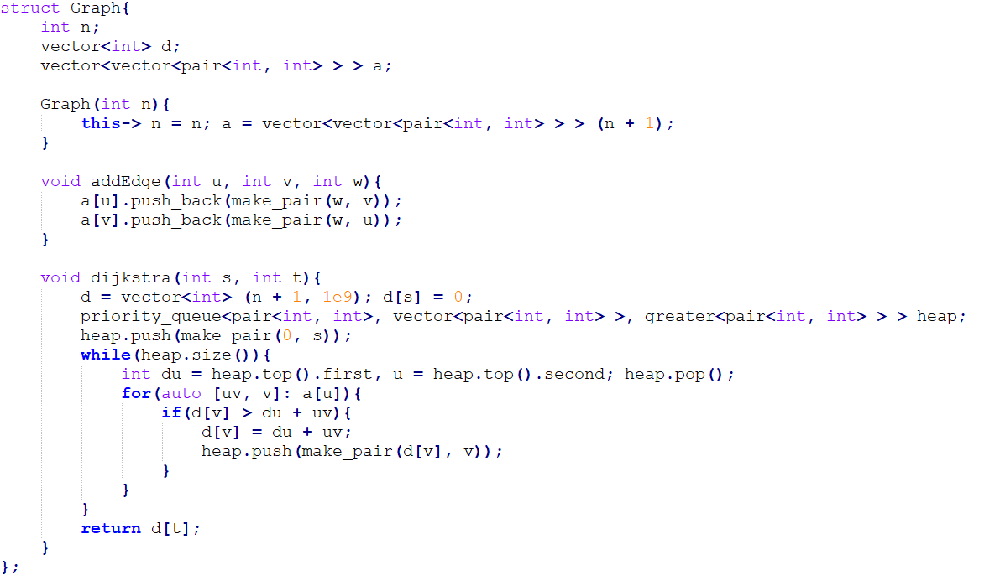 struct Graph{
    int n;
    vector<int> d;
    vector<vector<pair<int, int> > > a;

    Graph(int n){
        this-> n = n; a = vector<vector<pair<int, int> > > (n + 1);
    }

    void addEdge(int u, int v, int w){
        a[u].push_back(make_pair(w, v));
        a[v].push_back(make_pair(w, u));
    }

    void dijkstra(int s, int t){
        d = vector<int> (n + 1, 1e9); d[s] = 0;
        priority_queue<pair<int, int>, vector<pair<int, int> >, greater<pair<int, int> > > heap;
        heap.push(make_pair(0, s));
        while(heap.size()){
            int du = heap.top().first, u = heap.top().second; heap.pop();
            for(auto [uv, v]: a[u]){
                if(d[v] > du + uv){
                    d[v] = du + uv;
                    heap.push(make_pair(d[v], v));
                }
            }
        }
        return d[t];
    }
};